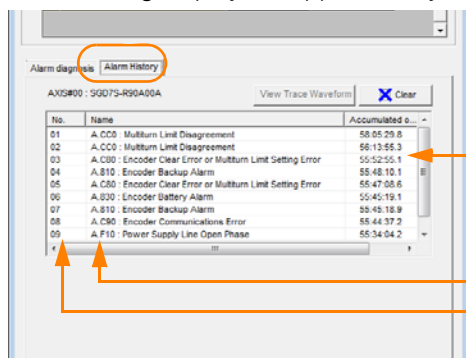 Alarm diagnosis Alarm History
AXIS#00 : SGD7S-R90A00A View Trace Waveform Clear
No. Name Accumulated o...
01 A.CC0 : Multiturn Limit Disagreement 58:05:29.8
02 A.CC0 : Multiturn Limit Disagreement 56:13:55.3
03 A.C80 : Encoder Clear Error or Multiturn Limit Setting Error 55:52:55.1
04 A.810 : Encoder Backup Alarm 55:48:10.1
05 A.C80 : Encoder Clear Error or Multiturn Limit Setting Error 55:47:08.6
06 A.830 : Encoder Battery Alarm 55:45:19.1
07 A.810 : Encoder Backup Alarm 55:45:18.9
08 A.C90 : Encoder Communications Error 55:44:37.2
09 A.F10 : Power Supply Line Open Phase 55:34:04.2